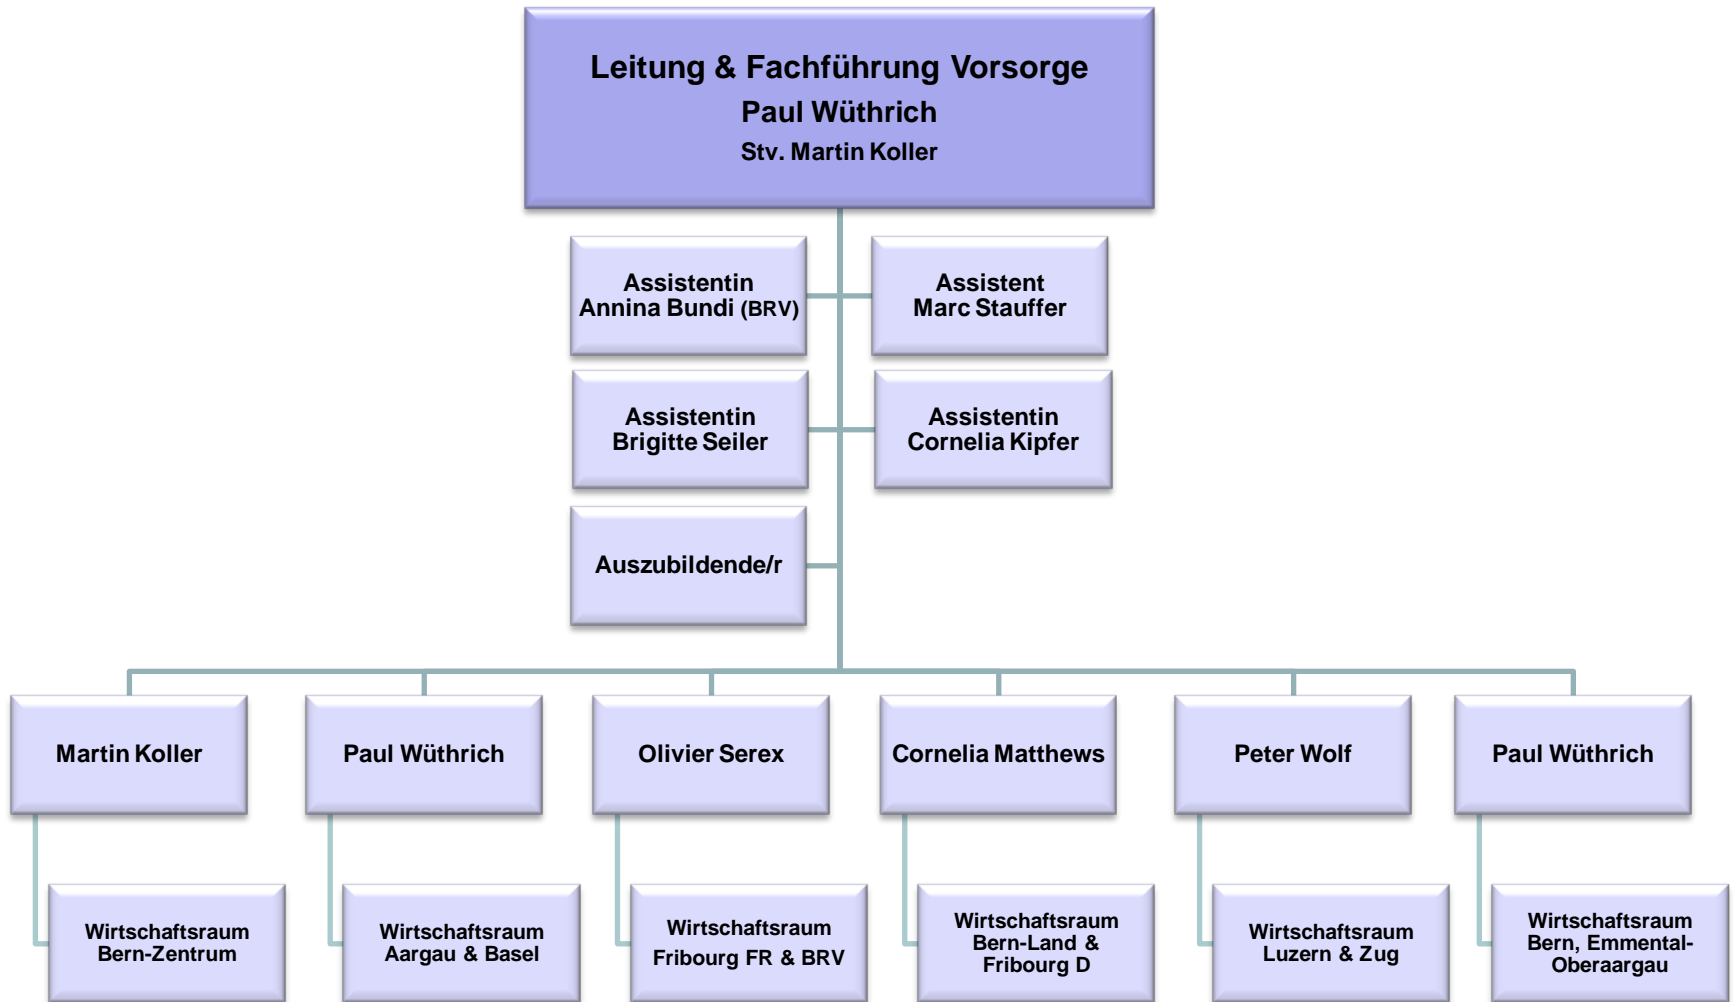 Leitung & Fachführung Vorsorge
Paul Wüthrich
Stv. Martin Koller
Assistentin
Annina Bundi (BRV)
Assistent
Marc Stauffer
Assistentin
Brigitte Seiler
Assistentin
Cornelia Kipfer
Auszubildende/r
Martin Koller
Paul Wüthrich
Olivier Serex
Cornelia Matthews
Peter Wolf
Paul Wüthrich
Wirtschaftsraum
Bern-Zentrum
Wirtschaftsraum
Aargau & Basel
Wirtschaftsraum
Fribourg FR & BRV
Wirtschaftsraum
Bern-Land &
Fribourg D
Wirtschaftsraum
Luzern & Zug
Wirtschaftsraum
Bern, Emmental-
Oberaargau